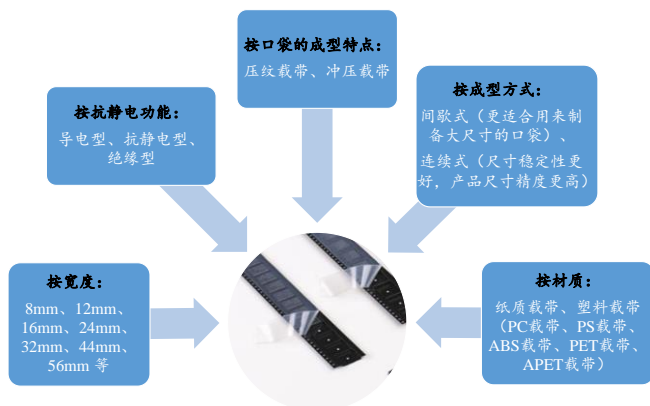 按口袋的成型特点：
压纹载带、冲压载带
按抗静电功能：
导电型、抗静电型、
绝缘型
按成型方式：
间歇式（更适合用来制
备大尺寸的口袋）、
连续式（尺寸稳定性更
好，产品尺寸精度更高）
按宽度：
8mm、12mm、
16mm、24mm、
32mm、44mm、
56mm 等
按材质：
纸质载带、塑料载带
（PC载带、PS载带、
ABS载带、PET载带、
APET载带）